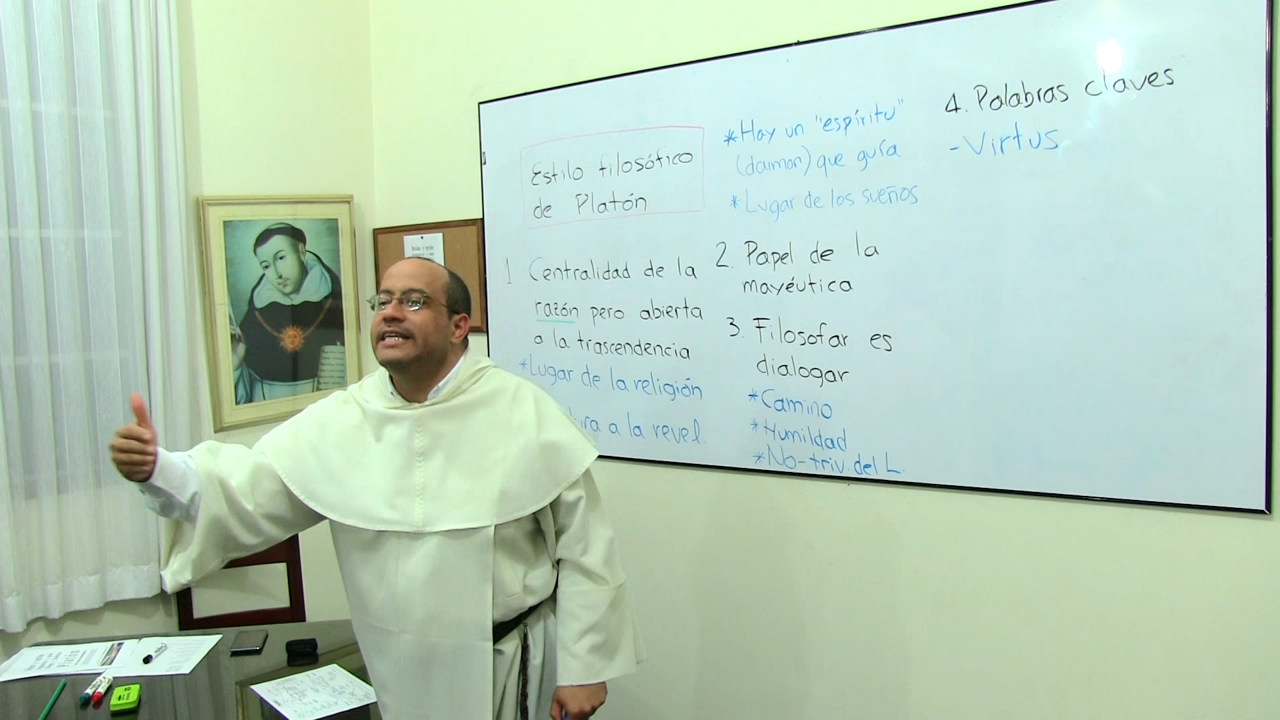 Estilo filosófico
de Platón
1 Centralidad de la
razón pero abierta
a la trascendencia
*Lugar de la religión
a la revel.
*Hay un "espíritu"
(daimon) que guía
*Lugar de los sueños
2. Papel de la
mayéutica
3. Filosofar es
dialogar
*Camino
*Humildad
*No-triv. del L.
4. Palabras claves
-Virtus